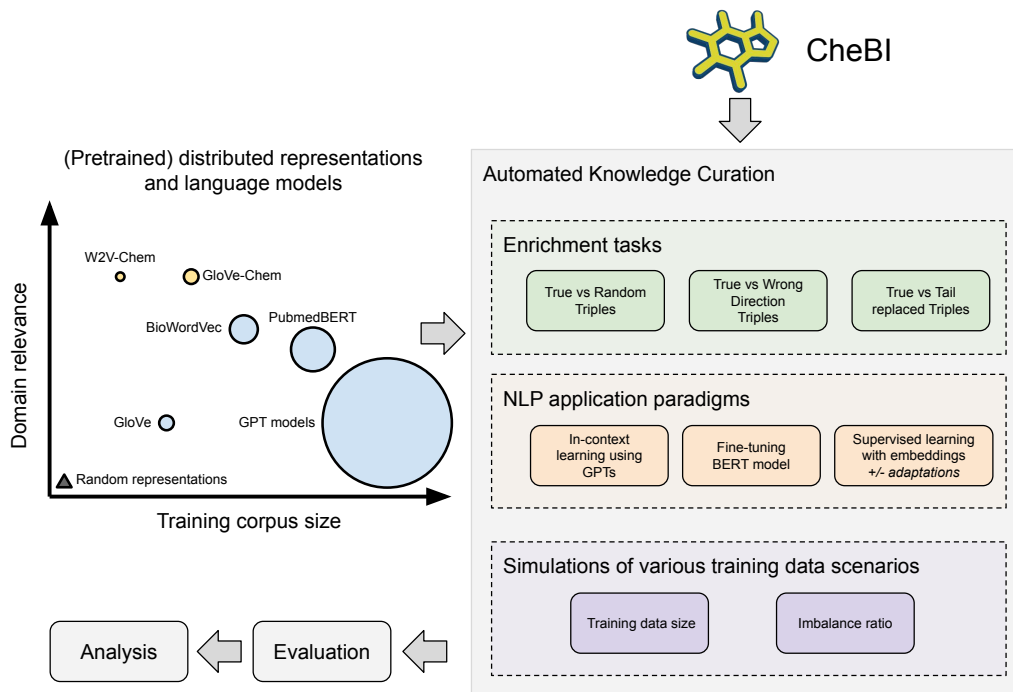 CheBI
(Pretrained) distributed representations
and language models
Domain relevance
W2V-Chem
GloVe-Chem
BioWordVec
PubmedBERT
GloVe
GPT models
Random representations
Training corpus size
Automated Knowledge Curation
Enrichment tasks
True vs Random
Triples
True vs Wrong
Direction
Triples
True vs Tail
replaced Triples
NLP application paradigms
In-context
learning using
GPTs
Fine-tuning
BERT model
Supervised learning
with embeddings
+/- adaptations
Simulations of various training data scenarios
Training data size
Imbalance ratio
Analysis
Evaluation